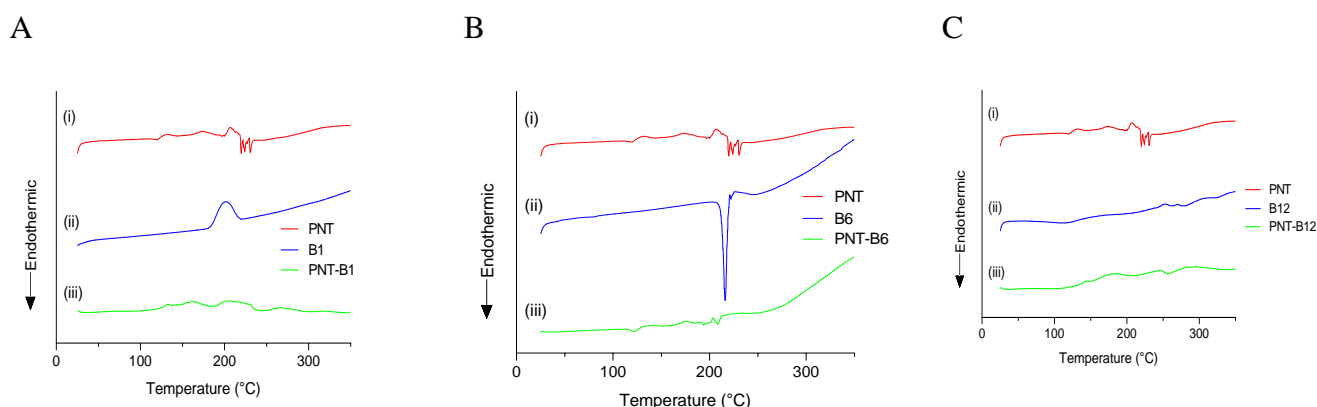 A
(i)
(ii)
(iii)
Endothermic
PNT
B1
PNT-B1
0
100
200
300
Temperature (°C)
B
(i)
(ii)
(iii)
Endothermic
PNT
B6
PNT-B6
0
100
200
300
Temperature (°C)
C
(i)
(ii)
(iii)
Endothermic
PNT
B12
PNT-B12
0
100
200
300
Temperature (°C)